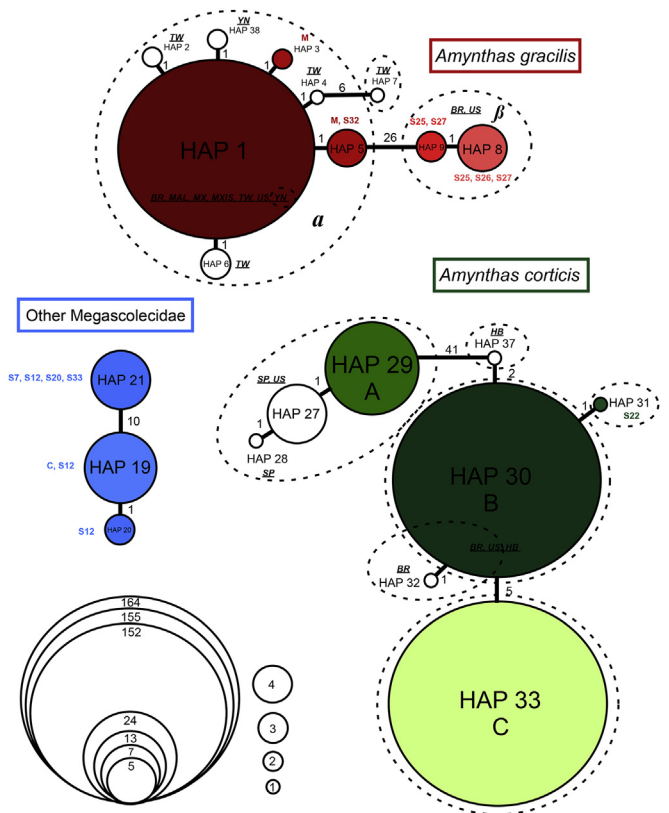 YN
TW
HAP 38
M
HAP 2
HAP 3
1
1
1
Amynthas gracilis
TW
HAP 4
6
TW
HAP 7
1
BR, US
β
M, S32
S25, S27
HAP 1
1
HAP 5
26
HAP 9
1
HAP 8
S25, S26, S27
BR, MAL, MX, MXIS, TW, US, YN
a
1
HAP 6
TW
Amynthas corticis
Other Megascolecidae
HB
HAP 37
41
2
S7, S12, S20, S33
HAP 21
HAP 29
A
SP, US
1
HAP 27
1
HAP 28
SP
1
HAP 31
S22
10
C, S12
HAP 19
1
S12
HAP 20
HAP 30
B
BR, US, HB
BR
HAP 32
1
5
164
155
152
24
13
7
5
4
3
2
1
HAP 33
C